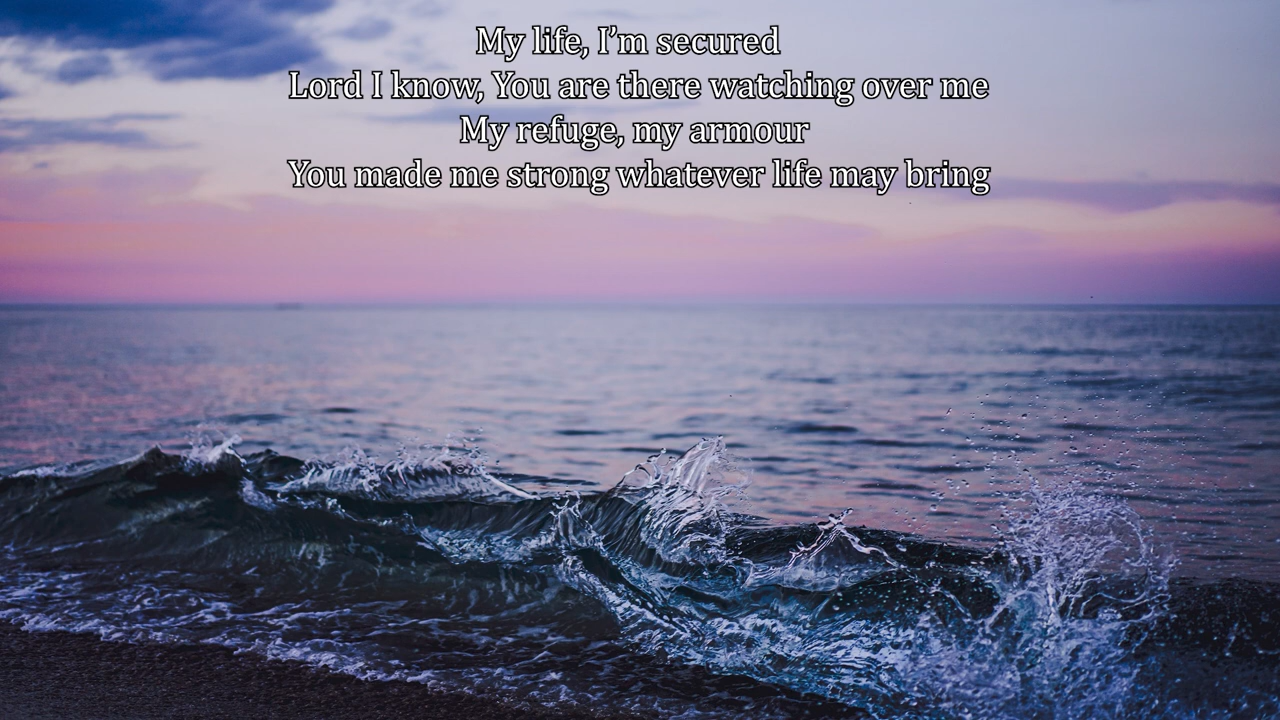 My life, I’m secured
Lord I know, You are there watching over me
My refuge, my armour
You made me strong whatever life may bring